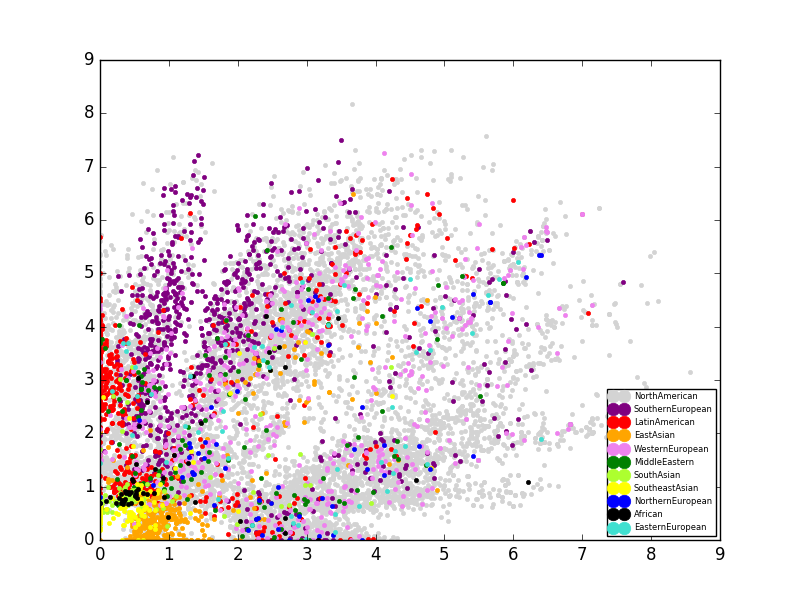 9
8
7
6
5
4
3
2
1
0
0 1 2 3 4 5 6 7 8 9
NorthAmerican
SouthernEuropean
LatinAmerican
EastAsian
WesternEuropean
MiddleEastern
SouthAsian
SoutheastAsian
NorthernEuropean
African
EasternEuropean